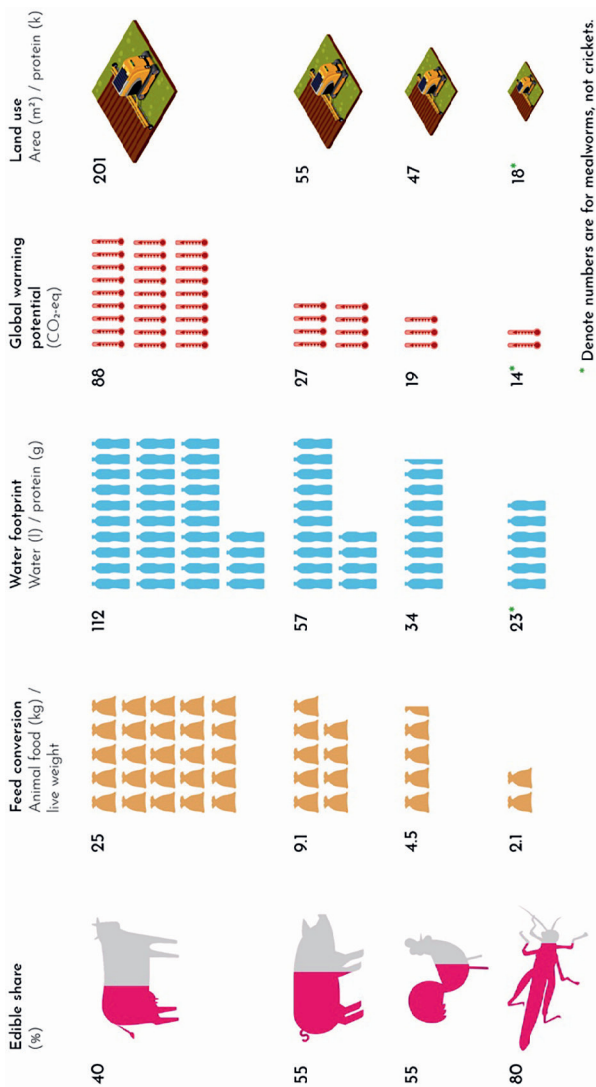 Edible share
(%)
40
55
55
80
Feed conversion
Animal food (kg) /
live weight
25
9.1
4.5
2.1
Water footprint
Water (l) / protein (g)
112
57
34
23*
Global warming
potential
(CO₂-eq)
88
27
19
14*
Land use
Area (m²) / protein (k)
201
55
47
18*
* Denote numbers are for mealworms, not crickets.